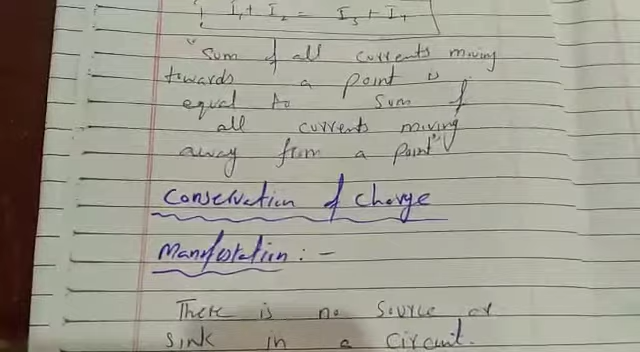 I₁ + I₂ = I₃ + I₄
"Sum of all currents moving
towards a point is
equal to sum of
all currents moving
away from a point"
Conservation of Charge
Manifestation :-
There is no source or
sink in a circuit.